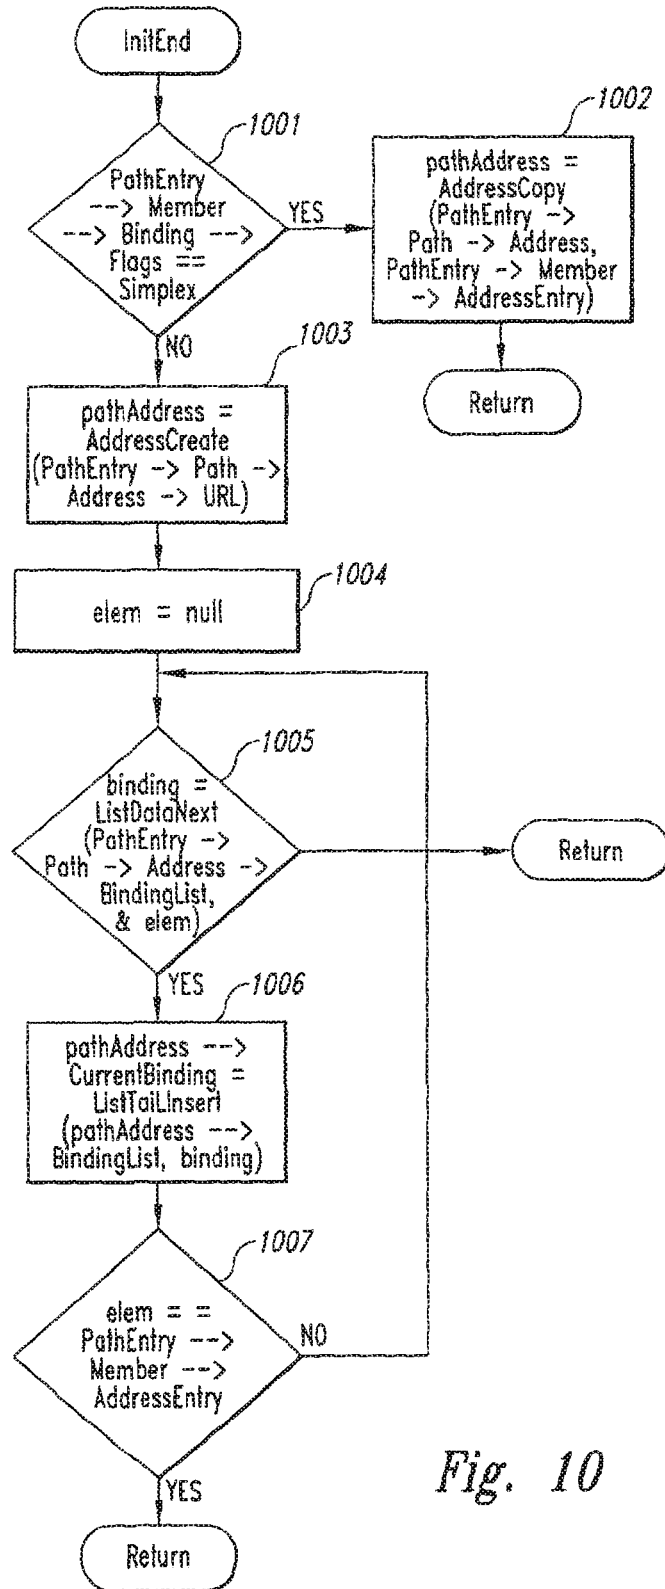 InitEnd
1001
PathEntry
--> Member
--> Binding -->
Flags ==
Simplex
YES
NO
1002
pathAddress =
AddressCopy
(PathEntry ->
Path -> Address,
PathEntry -> Member
-> AddressEntry)
Return
1003
pathAddress =
AddressCreate
(PathEntry -> Path ->
Address -> URL)
1004
elem = null
1005
binding =
ListDataNext
(PathEntry ->
Path -> Address ->
BindingList,
& elem)
Return
YES
1006
pathAddress -->
CurrentBinding =
ListTailInsert
(pathAddress -->
BindingList, binding)
1007
elem = =
PathEntry -->
Member -->
AddressEntry
NO
YES
Return
Fig. 10